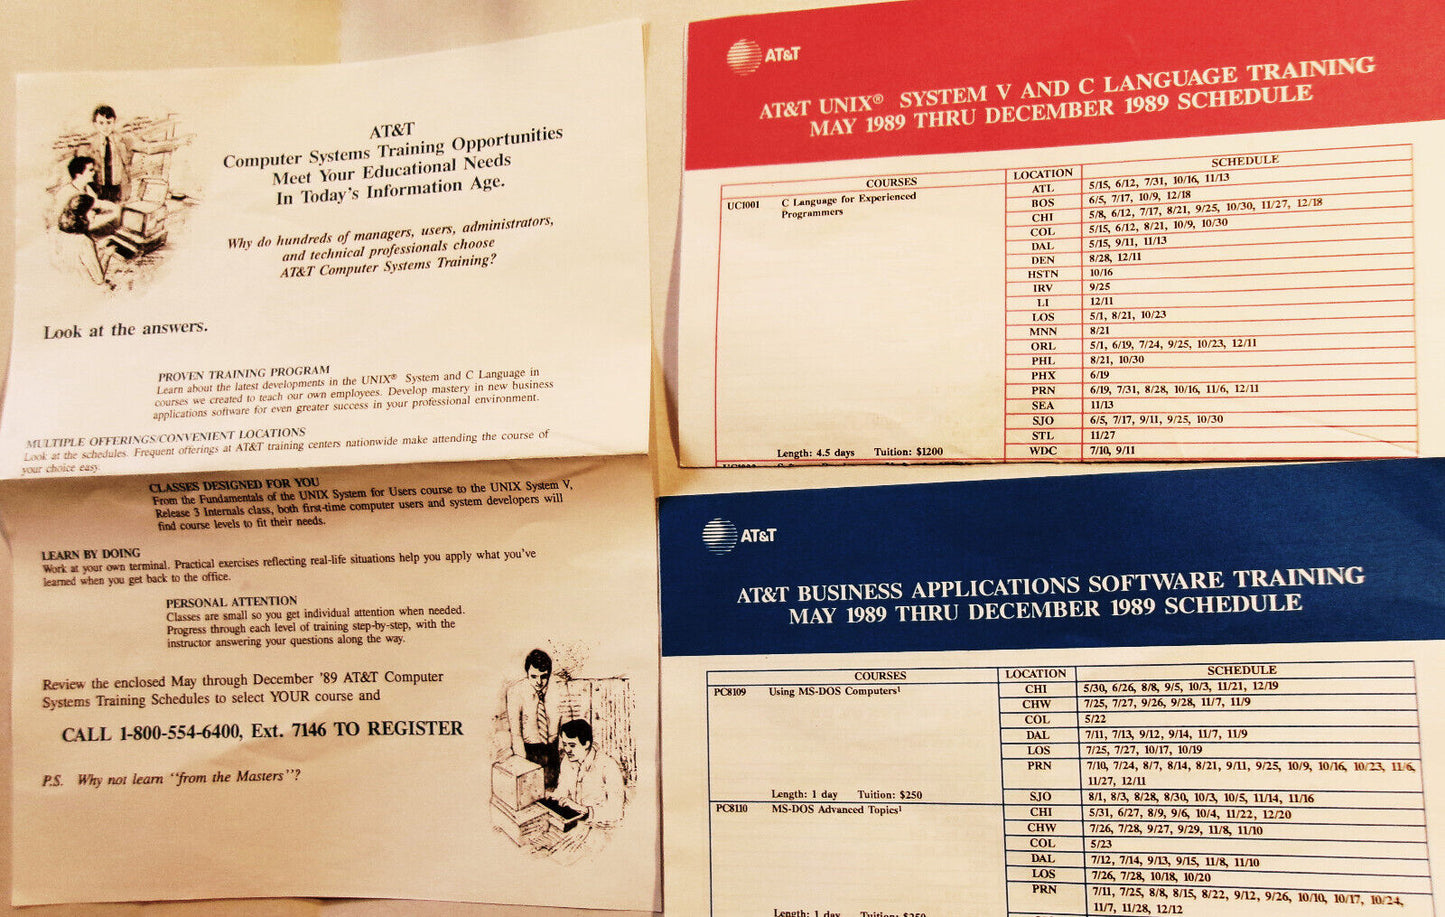 AT&T
Computer Systems Training Opportunities
Meet Your Educational Needs
In Today's Information Age.
Why do hundreds of managers, users, administrators,
and technical professionals choose
AT&T Computer Systems Training?
Look at the answers.
PROVEN TRAINING PROGRAM
Learn about the latest developments in the UNIX® System and C Language in
courses we created to teach our own employees. Develop mastery in new business
applications software for even greater success in your professional environment.
MULTIPLE OFFERINGS/CONVENIENT LOCATIONS
Look at the schedules. Frequent offerings at AT&T training centers nationwide make attending the course of
your choice easy.
CLASSES DESIGNED FOR YOU
From the Fundamentals of the UNIX System for Users course to the UNIX System V,
Release 3 Internals class, both first-time computer users and system developers will
find course levels to fit their needs.
LEARN BY DOING
Work at your own terminal. Practical exercises reflecting real-life situations help you apply what you've
learned when you get back to the office.
PERSONAL ATTENTION
Classes are small so you get individual attention when needed.
Progress through each level of training step-by-step, with the
instructor answering your questions along the way.
Review the enclosed May through December '89 AT&T Computer
Systems Training Schedules to select YOUR course and
CALL 1-800-554-6400, Ext. 7146 TO REGISTER
P.S. Why not learn "from the Masters"?
AT&T
AT&T UNIX® SYSTEM V AND C LANGUAGE TRAINING
MAY 1989 THRU DECEMBER 1989 SCHEDULE
COURSES LOCATION SCHEDULE
UC1001 C Language for Experienced
Programmers
ATL 5/15, 6/12, 7/31, 10/16, 11/13
BOS 6/5, 7/17, 10/9, 12/18
CHI 5/8, 6/12, 7/17, 8/21, 9/25, 10/30, 11/27, 12/18
COL 5/15, 6/12, 8/21, 10/9, 10/30
DAL 5/15, 9/11, 11/13
DEN 8/28, 12/11
HSTN 10/16
IRV 9/25
LI 12/11
LOS 5/1, 8/21, 10/23
MNN 8/21
ORL 5/1, 6/19, 7/24, 9/25, 10/23, 12/11
PHL 8/21, 10/30
PHX 6/19
PRN 6/19, 7/31, 8/28, 10/16, 11/6, 12/11
SEA 11/13
SJO 6/5, 7/17, 9/11, 9/25, 10/30
STL 11/27
Length: 4.5 days Tuition: $1200 WDC 7/10, 9/11
AT&T
AT&T BUSINESS APPLICATIONS SOFTWARE TRAINING
MAY 1989 THRU DECEMBER 1989 SCHEDULE
COURSES LOCATION SCHEDULE
PC8109 Using MS-DOS Computers¹ CHI 5/30, 6/26, 8/8, 9/5, 10/3, 11/21, 12/19
CHW 7/25, 7/27, 9/26, 9/28, 11/7, 11/9
COL 5/22
DAL 7/11, 7/13, 9/12, 9/14, 11/7, 11/9
LOS 7/25, 7/27, 10/17, 10/19
PRN 7/10, 7/24, 8/7, 8/14, 8/21, 9/11, 9/25, 10/9, 10/16, 10/23, 11/6,
11/27, 12/11
Length: 1 day Tuition: $250 SJO 8/1, 8/3, 8/28, 8/30, 10/3, 10/5, 11/14, 11/16
PC8110 MS-DOS Advanced Topics¹ CHI 5/31, 6/27, 8/9, 9/6, 10/4, 11/22, 12/20
CHW 7/26, 7/28, 9/27, 9/29, 11/8, 11/10
COL 5/23
DAL 7/12, 7/14, 9/13, 9/15, 11/8, 11/10
LOS 7/26, 7/28, 10/18, 10/20
PRN 7/11, 7/25, 8/8, 8/15, 8/22, 9/12, 9/26, 10/10, 10/17, 10/24,
11/7, 11/28, 12/12
Length: 1 day Tuition: $250